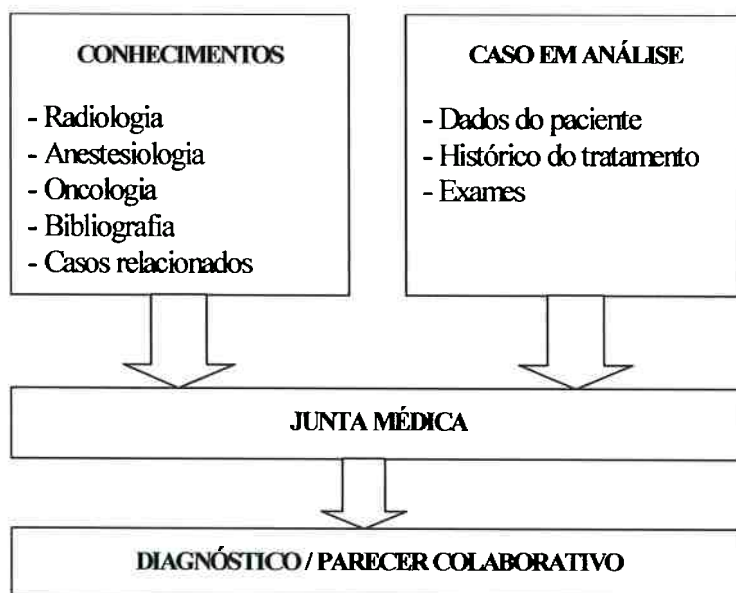 CONHECIMENTOS
- Radiologia
- Anestesiologia
- Oncologia
- Bibliografia
- Casos relacionados
CASO EM ANÁLISE
- Dados do paciente
- Histórico do tratamento
- Exames
JUNTA MÉDICA
DIAGNÓSTICO / PARECER COLABORATIVO